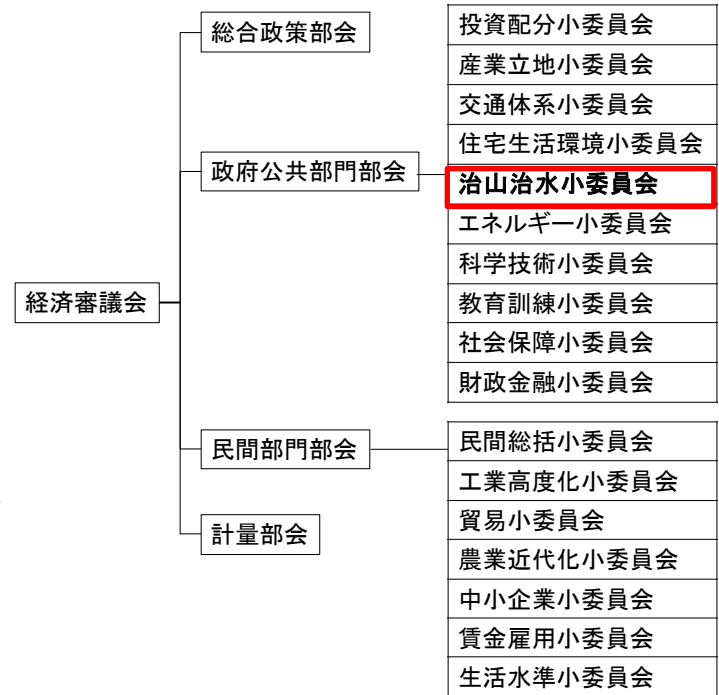 経済審議会
総合政策部会
政府公共部門部会
投資配分小委員会
産業立地小委員会
交通体系小委員会
住宅生活環境小委員会
治山治水小委員会
エネルギー小委員会
科学技術小委員会
教育訓練小委員会
社会保障小委員会
財政金融小委員会
民間部門部会
民間総括小委員会
工業高度化小委員会
貿易小委員会
農業近代化小委員会
中小企業小委員会
賃金雇用小委員会
生活水準小委員会
計量部会